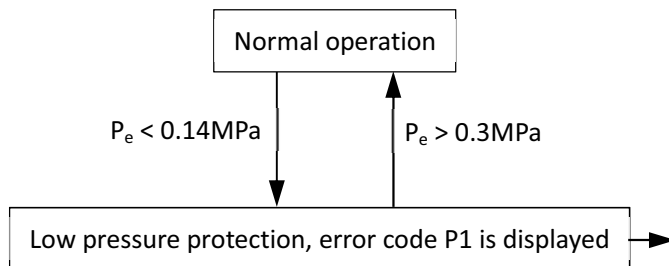 Normal operation
Pe < 0.14MPa
Pe > 0.3MPa
Low pressure protection, error code P1 is displayed